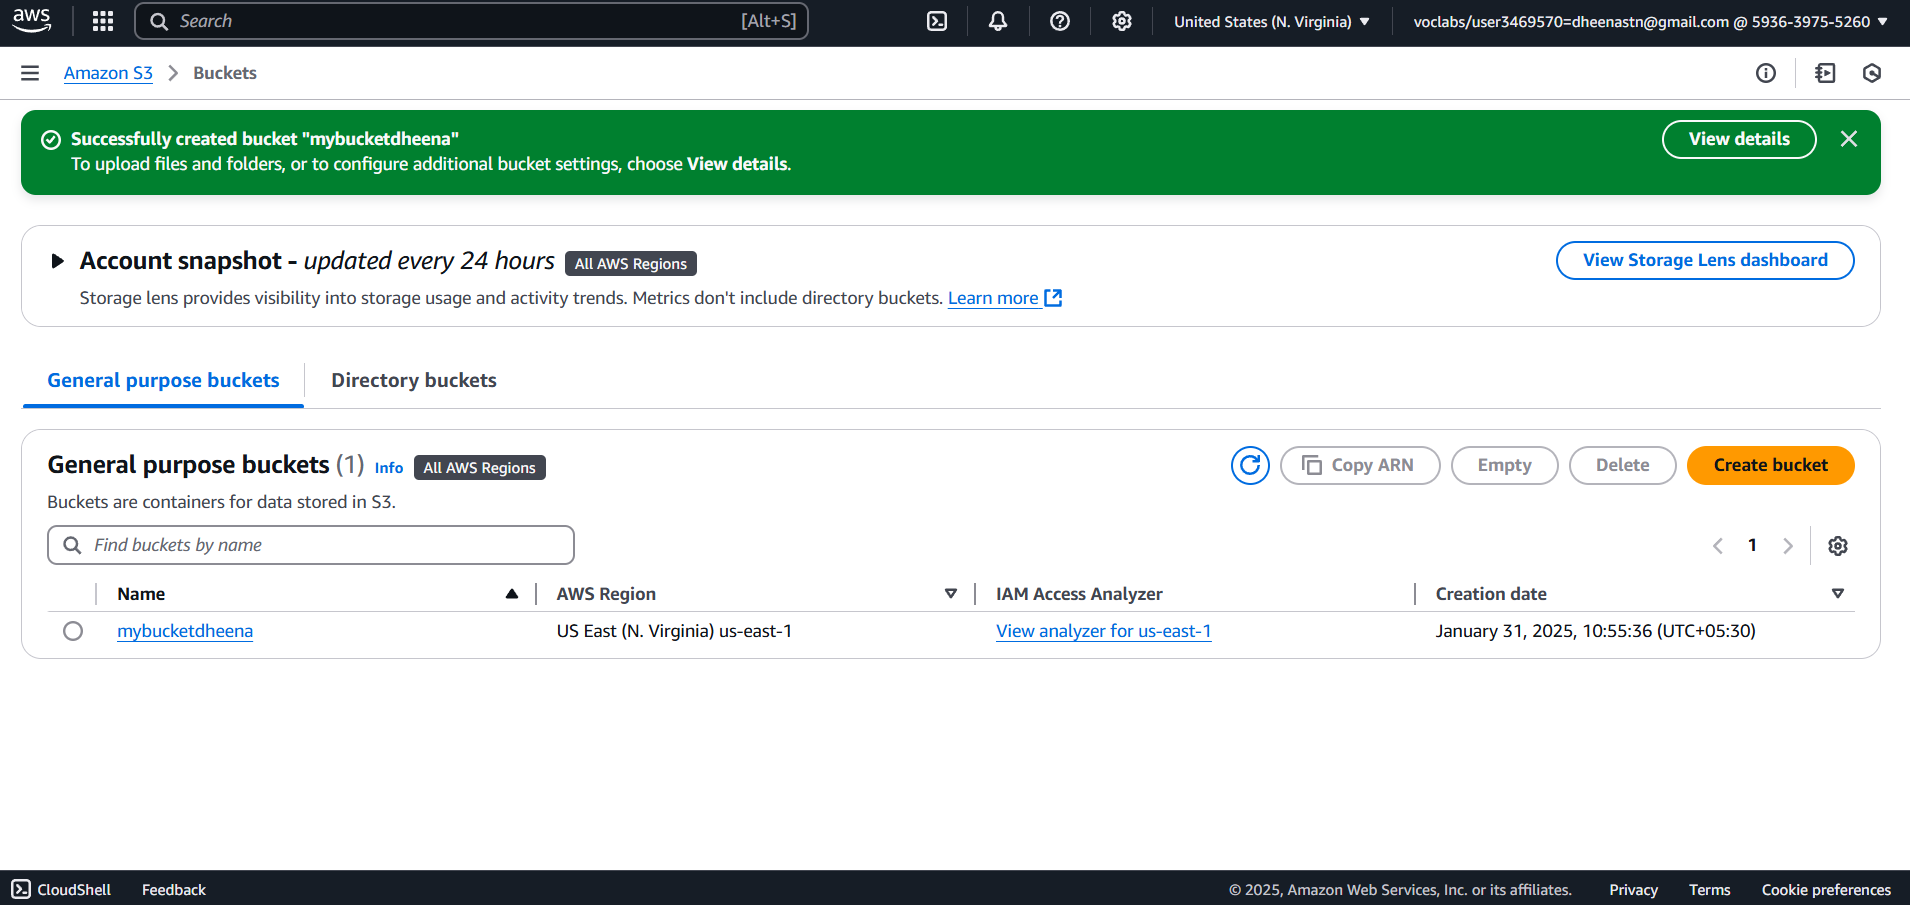 aws
Search [Alt+S]
United States (N. Virginia)
voclabs/user3469570=dheenastn@gmail.com @ 5936-3975-5260
Amazon S3 > Buckets
Successfully created bucket "mybucketdheena"
To upload files and folders, or to configure additional bucket settings, choose View details.
View details
Account snapshot - updated every 24 hours All AWS Regions
Storage lens provides visibility into storage usage and activity trends. Metrics don't include directory buckets. Learn more
View Storage Lens dashboard
General purpose buckets
Directory buckets
General purpose buckets (1) Info All AWS Regions
Copy ARN
Empty
Delete
Create bucket
Buckets are containers for data stored in S3.
Find buckets by name
1
Name AWS Region IAM Access Analyzer Creation date
mybucketdheena US East (N. Virginia) us-east-1 View analyzer for us-east-1 January 31, 2025, 10:55:36 (UTC+05:30)
CloudShell Feedback © 2025, Amazon Web Services, Inc. or its affiliates. Privacy Terms Cookie preferences